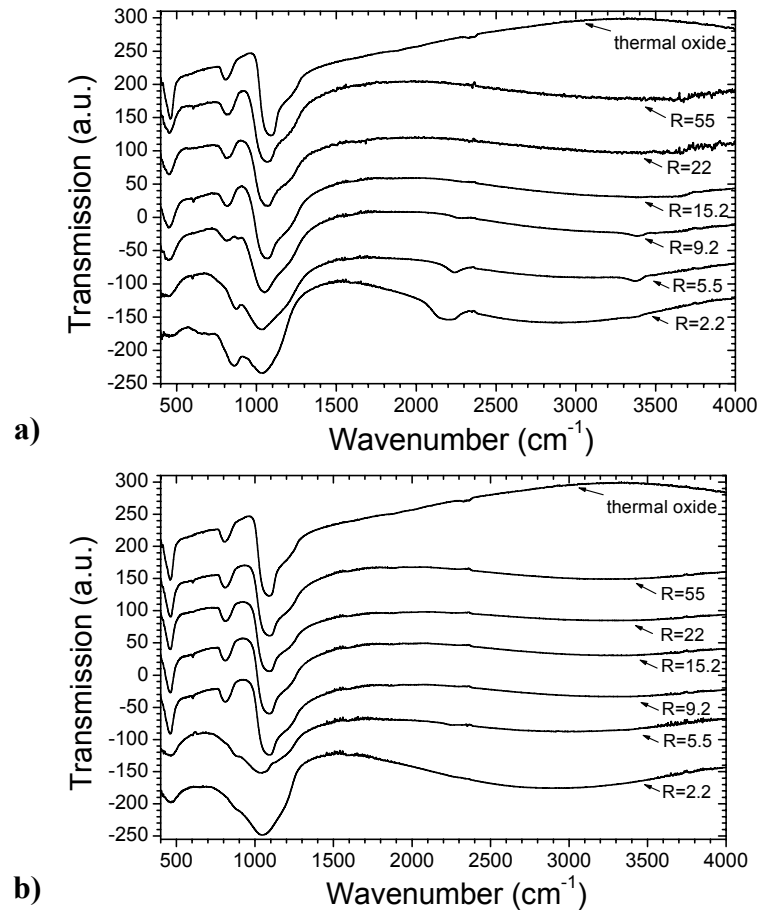 300
250
200
150
100
50
0
-50
-100
-150
-200
-250
Transmission (a.u.)
thermal oxide
R=55
R=22
R=15.2
R=9.2
R=5.5
R=2.2
500 1000 1500 2000 2500 3000 3500 4000
Wavenumber (cm⁻¹)
a)
300
250
200
150
100
50
0
-50
-100
-150
-200
-250
Transmission (a.u.)
thermal oxide
R=55
R=22
R=15.2
R=9.2
R=5.5
R=2.2
500 1000 1500 2000 2500 3000 3500 4000
Wavenumber (cm⁻¹)
b)